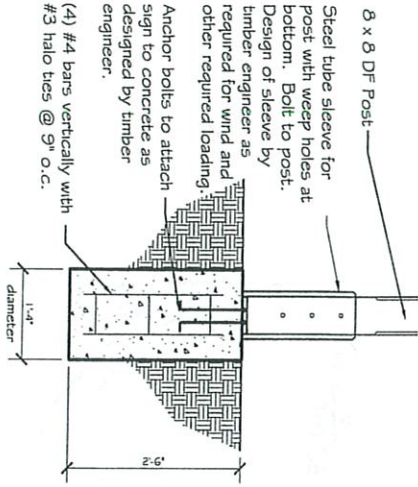 8 x 8 DF Post
Steel tube sleeve for
post with weep holes at
bottom. Bolt to post.
Design of sleeve by
timber engineer as
required for wind and
other required loading.
Anchor bolts to attach
sign to concrete as
designed by timber
engineer.
(4) #4 bars vertically with
#3 halo ties @ 9" o.c.
1'-4"
diameter
2'-6"